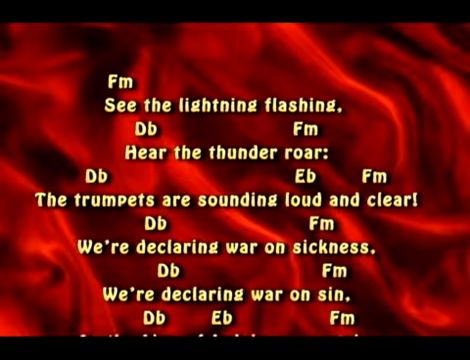 Fm
See the lightning flashing,
Db Fm
Hear the thunder roar:
Db Eb Fm
The trumpets are sounding loud and clear!
Db Fm
We're declaring war on sickness,
Db Fm
We're declaring war on sin,
Db Eb Fm